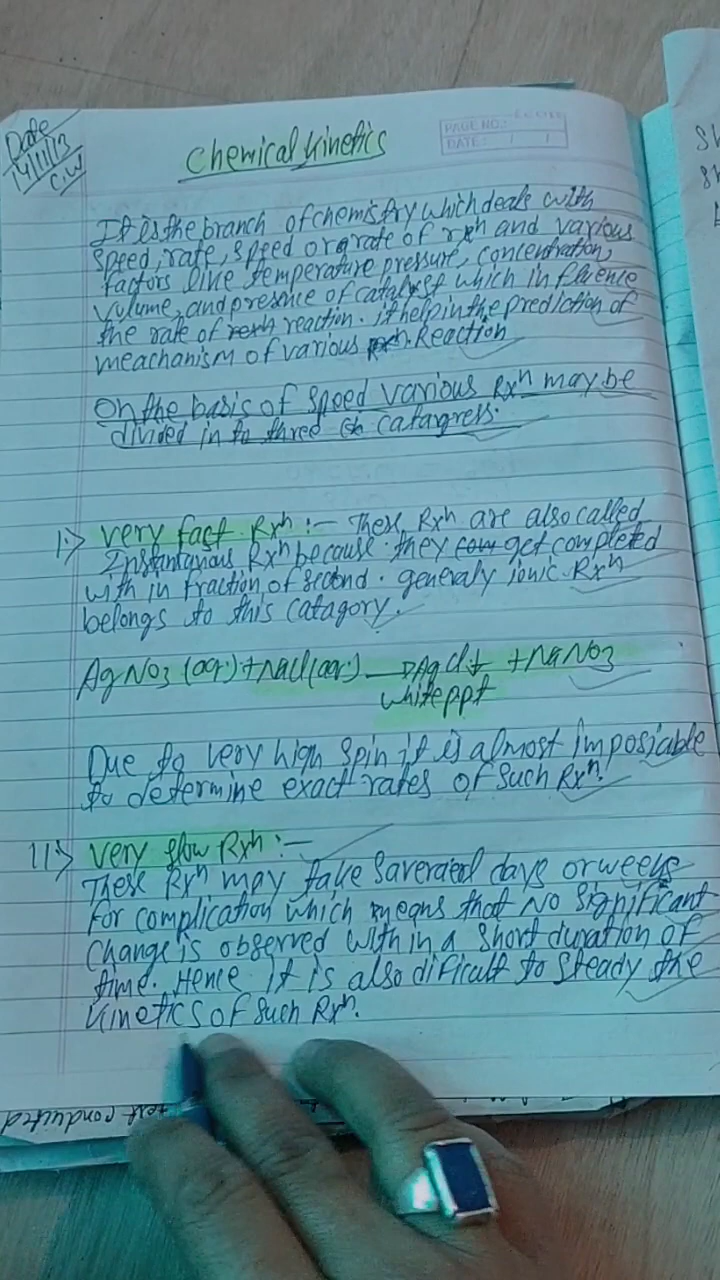 Date
14/11/13
C.W
Chemical Kinetics
PAGE NO.:
DATE: / /
It is the branch of chemistry which deals with
speed, rate, speed or rate of rxn and various
factors live temperature pressure, concentration,
volume, and presence of catalyst which influence
the rate of rexn reaction. it help in the prediction of
meachanism of various rxn. Reaction
On the basis of speed various Rxn may be
divided in to three catagress.
1:> very fast Rxn :- These Rxn are also called
Instantanous Rxn because they get completed
with in fraction of second. generaly ionic Rxn
belongs to this catagory.
AgNO3 (aq.) + NaCl (aq.) → AgCl↓ + NaNO3
white ppt
Due to very high spin it is almost imposiable
to determine exact rates of such Rxn.
11:> very slow Rxn :-
These Rxn may take days or weeks
for complication which means that no significant
change is observed with in a short duration of
time. Hence it is also dificult to steady the
kinetics of such Rxn.
test conducted